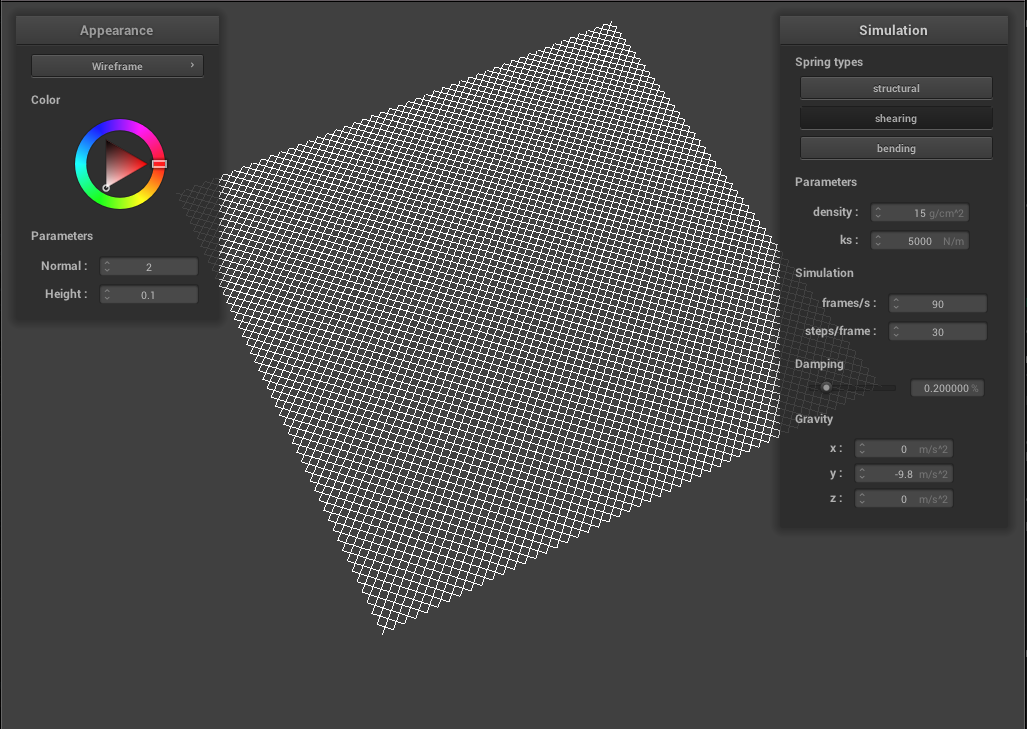 Appearance
Wireframe
Color
Parameters
Normal : 2
Height : 0.1
Simulation
Spring types
structural
shearing
bending
Parameters
density : 15 g/cm^2
ks : 5000 N/m
Simulation
frames/s : 90
steps/frame : 30
Damping
0.200000 %
Gravity
x : 0 m/s^2
y : -9.8 m/s^2
z : 0 m/s^2